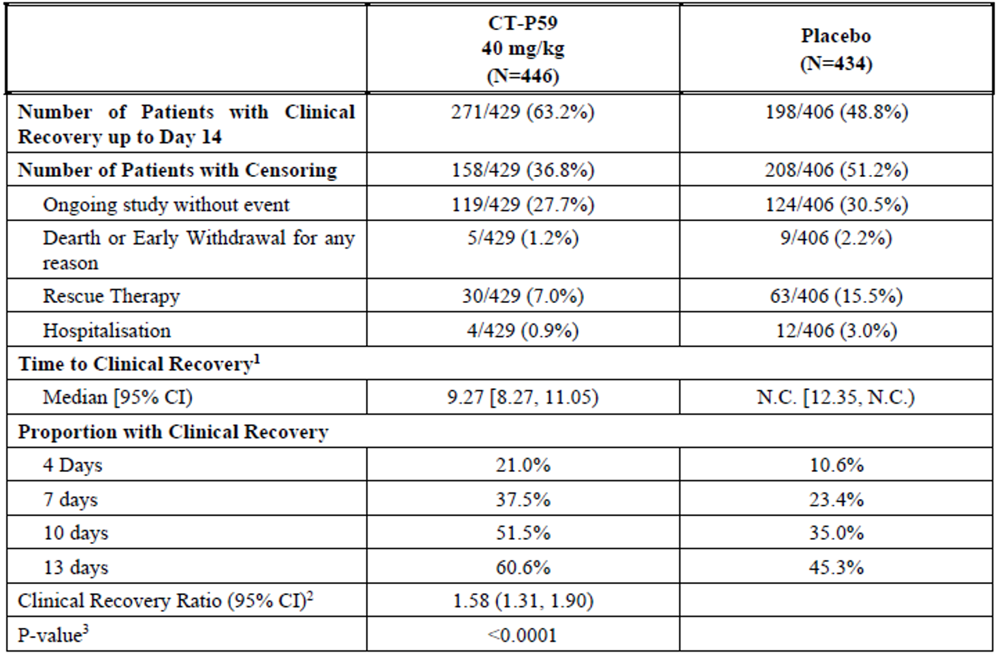 CT-P59
40 mg/kg
(N=446)
Placebo
(N=434)
Number of Patients with Clinical
Recovery up to Day 14
271/429 (63.2%)
198/406 (48.8%)
Number of Patients with Censoring
158/429 (36.8%)
208/406 (51.2%)
Ongoing study without event
119/429 (27.7%)
124/406 (30.5%)
Dearth or Early Withdrawal for any
reason
5/429 (1.2%)
9/406 (2.2%)
Rescue Therapy
30/429 (7.0%)
63/406 (15.5%)
Hospitalisation
4/429 (0.9%)
12/406 (3.0%)
Time to Clinical Recovery¹
Median [95% CI)
9.27 [8.27, 11.05)
N.C. [12.35, N.C.)
Proportion with Clinical Recovery
4 Days
21.0%
10.6%
7 days
37.5%
23.4%
10 days
51.5%
35.0%
13 days
60.6%
45.3%
Clinical Recovery Ratio (95% CI)²
1.58 (1.31, 1.90)
P-value³
<0.0001